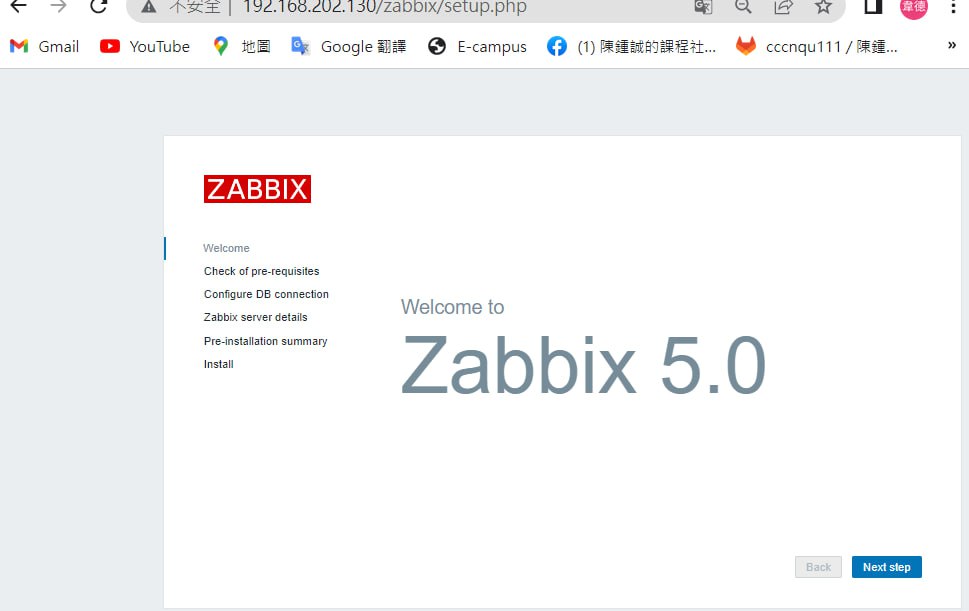 不安全 | 192.168.202.130/zabbix/setup.php
韋德
Gmail YouTube 地圖 Google 翻譯 E-campus (1) 陳鍾誠的課程社... cccnqu111 / 陳鍾... »
ZABBIX
Welcome
Check of pre-requisites
Configure DB connection
Zabbix server details
Pre-installation summary
Install
Welcome to
Zabbix 5.0
Back Next step